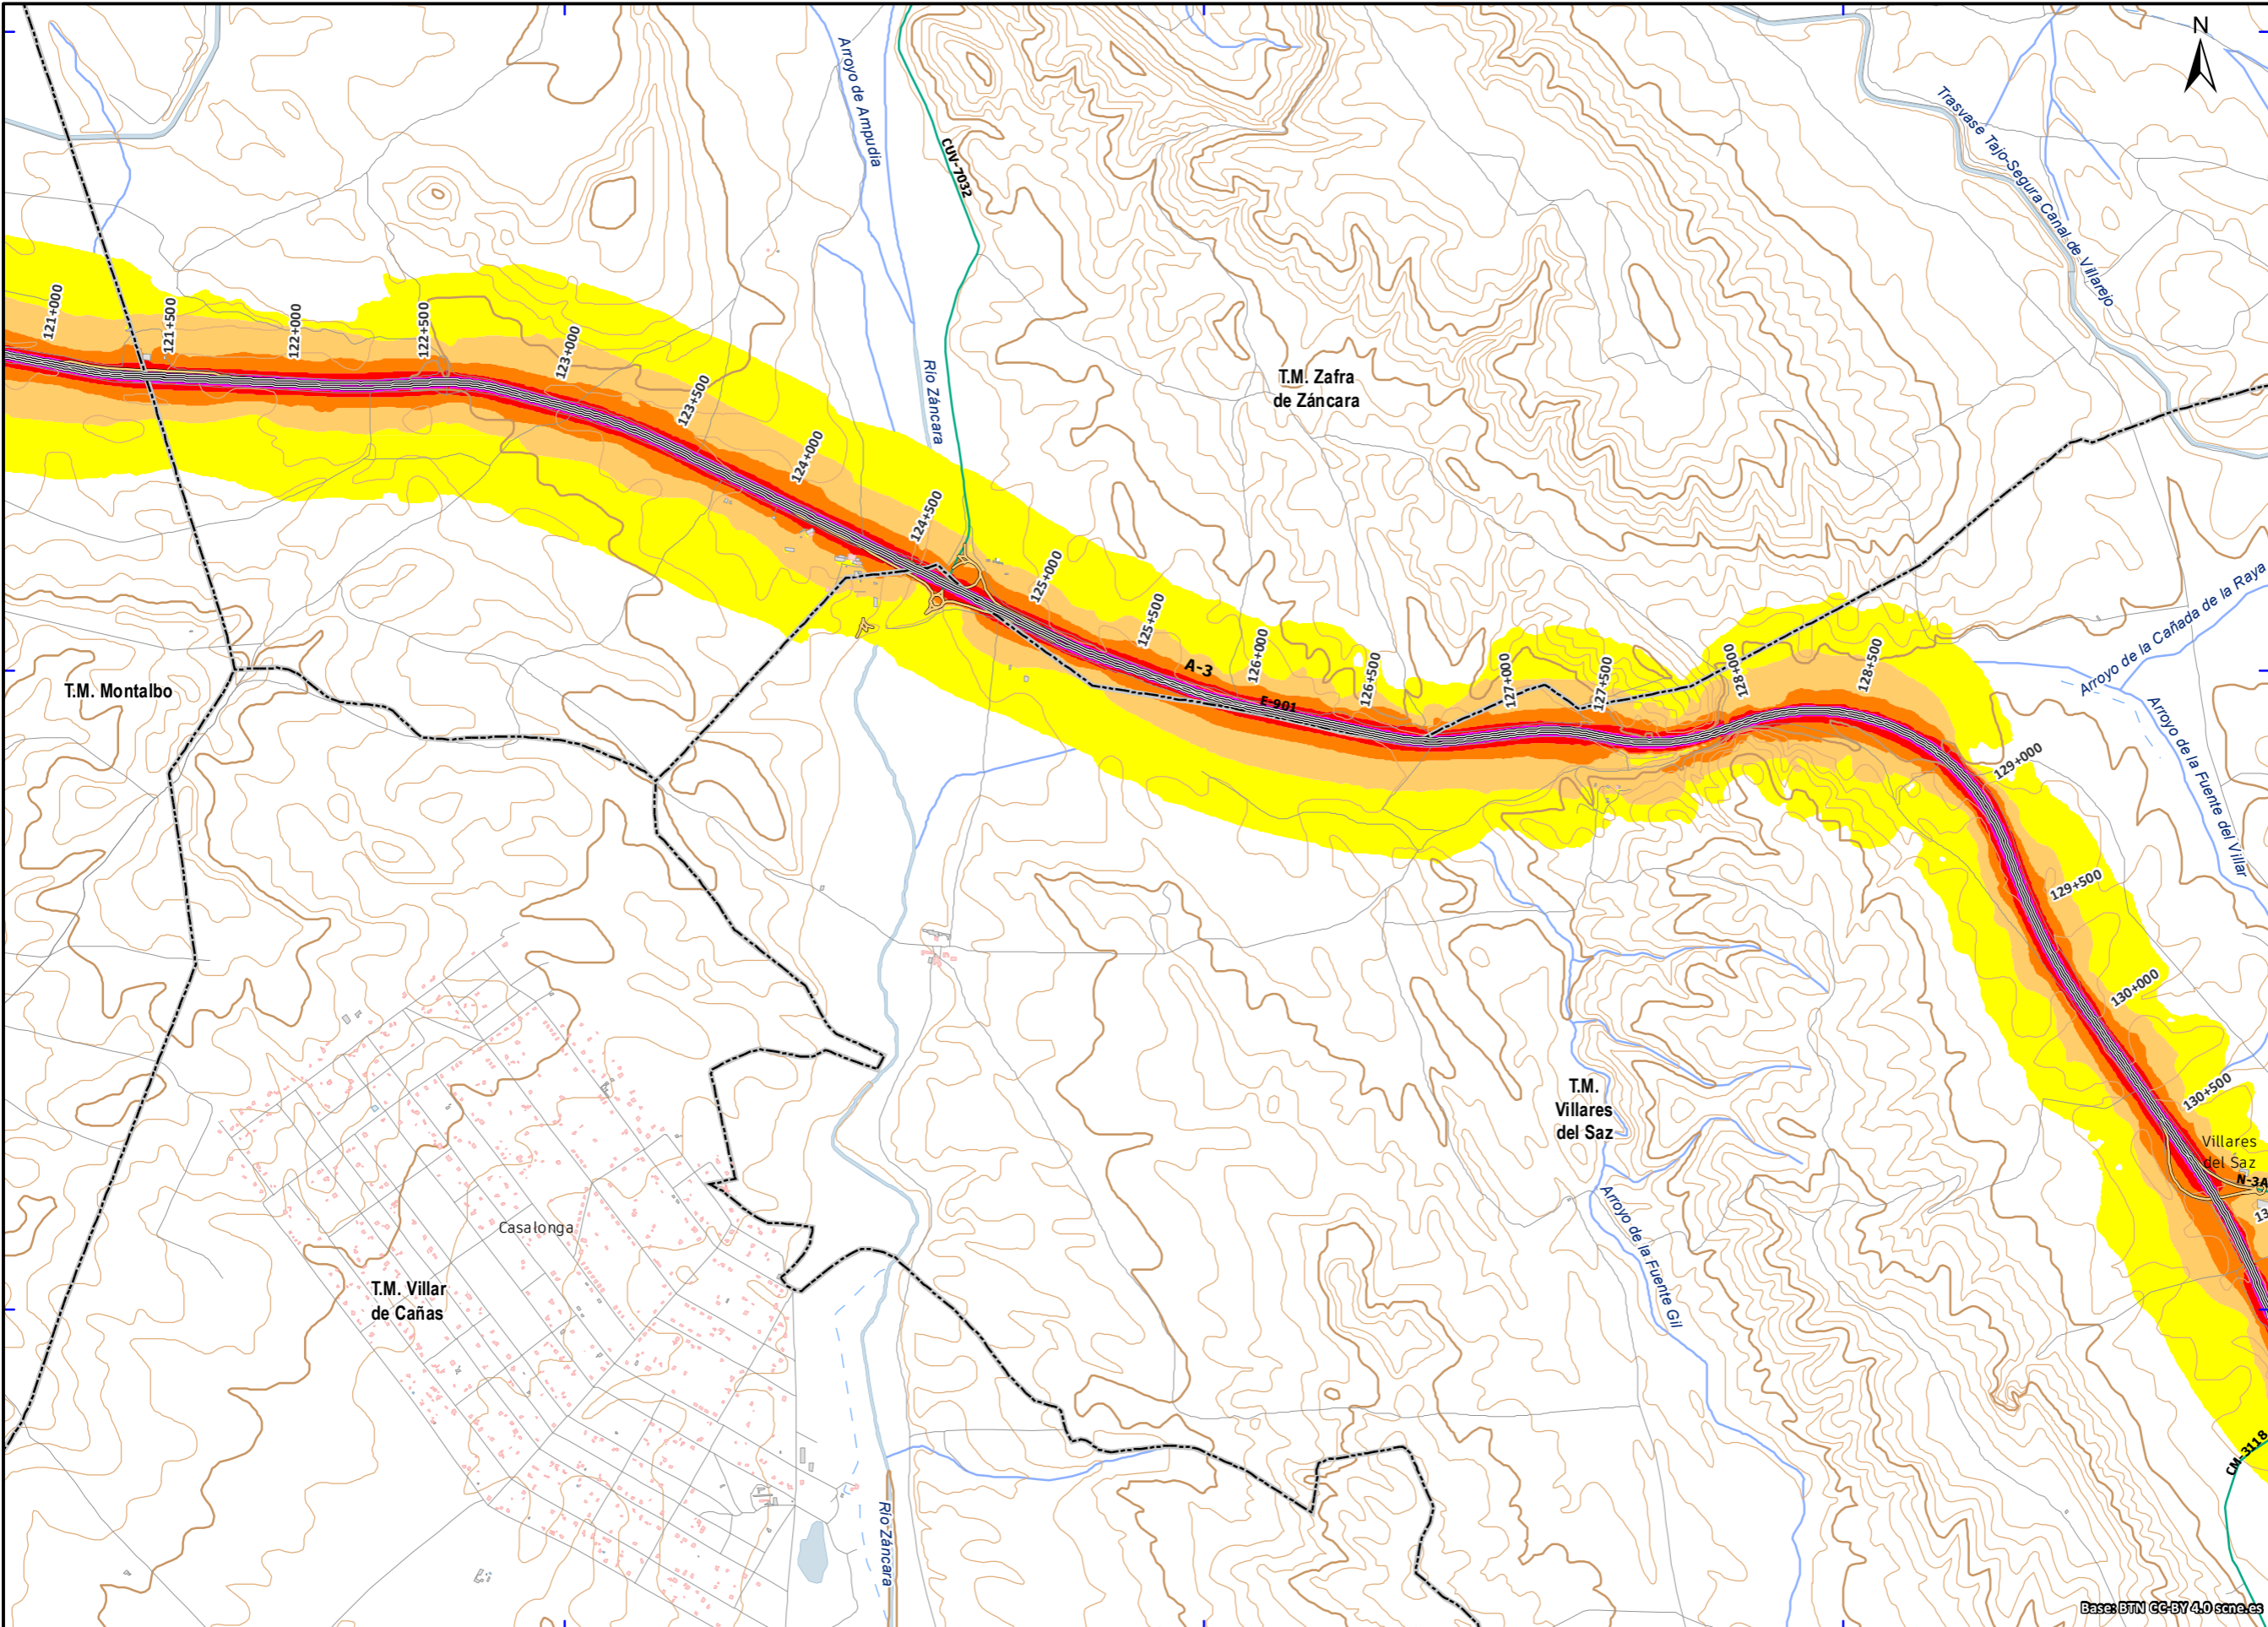 N
Arroyo de Ampudia
CUV-7032
Trasvase Tajo-Segura Canal de Villarejo
121+000
121+500
122+000
122+500
123+000
123+500
124+000
124+500
125+000
125+500
126+000
126+500
127+000
127+500
128+000
128+500
129+000
129+500
130+000
130+500
Río Záncara
T.M. Zafra
de Záncara
A-3
E-901
T.M. Montalbo
Arroyo de la Cañada de la Raya
Arroyo de la Fuente del Villar
T.M.
Villares
del Saz
Villares
del Saz
N-3A
13
Arroyo de la Fuente Gil
Casalonga
T.M. Villar
de Cañas
CM-3118
Río Záncara
Base: BTN CC-BY 4.0 scne.es